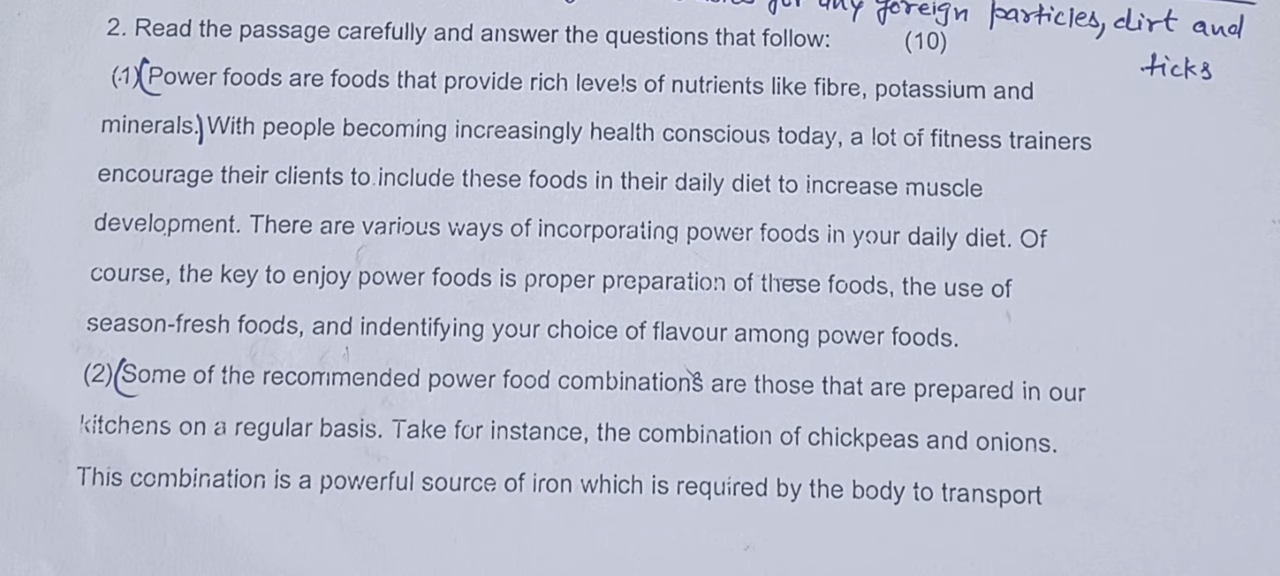 any foreign particles, dirt and
ticks
2. Read the passage carefully and answer the questions that follow: (10)
(1) (Power foods are foods that provide rich levels of nutrients like fibre, potassium and
minerals.) With people becoming increasingly health conscious today, a lot of fitness trainers
encourage their clients to include these foods in their daily diet to increase muscle
development. There are various ways of incorporating power foods in your daily diet. Of
course, the key to enjoy power foods is proper preparation of these foods, the use of
season-fresh foods, and indentifying your choice of flavour among power foods.
(2) (Some of the recommended power food combinations are those that are prepared in our
kitchens on a regular basis. Take for instance, the combination of chickpeas and onions.
This combination is a powerful source of iron which is required by the body to transport